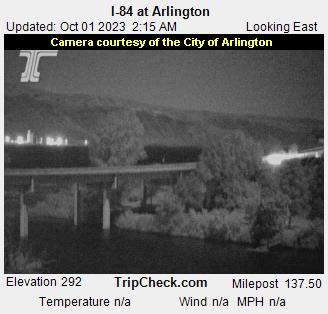 I-84 at Arlington
Updated: Oct 01 2023 2:15 AM Looking East
Camera courtesy of the City of Arlington
Elevation 292 TripCheck.com Milepost 137.50
Temperature n/a Wind n/a MPH n/a